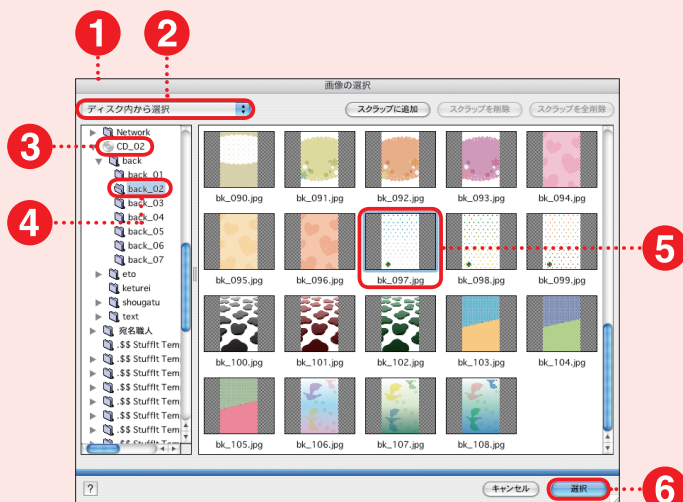 1
2
画像の選択
ディスク内から選択
スクラップに追加
スクラップを削除
スクラップを全削除
3
4
Network
CD_02
back
back_01
back_02
back_03
back_04
back_05
back_06
back_07
eto
keturei
shougatu
text
宛名職人
.$$ StuffIt Tem
.$$ StuffIt Tem
.$$ StuffIt Tem
.$$ StuffIt Tem
.$$ StuffIt Tem
.$$ StuffIt Tem
.$$ StuffIt Tem
.$$ StuffIt Tem
bk_090.jpg
bk_091.jpg
bk_092.jpg
bk_093.jpg
bk_094.jpg
bk_095.jpg
bk_096.jpg
bk_097.jpg
bk_098.jpg
bk_099.jpg
5
bk_100.jpg
bk_101.jpg
bk_102.jpg
bk_103.jpg
bk_104.jpg
bk_105.jpg
bk_106.jpg
bk_107.jpg
bk_108.jpg
?
キャンセル
選択
6